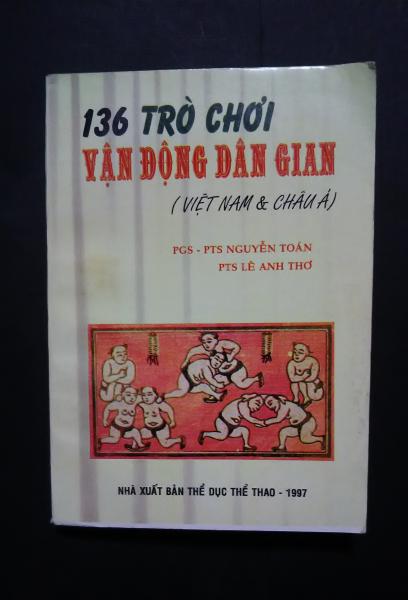 136 TRÒ CHƠI
VẬN ĐỘNG DÂN GIAN
(VIỆT NAM & CHÂU Á)
PGS - PTS NGUYỄN TOÁN
PTS LÊ ANH THƠ
NHÀ XUẤT BẢN THỂ DỤC THỂ THAO - 1997